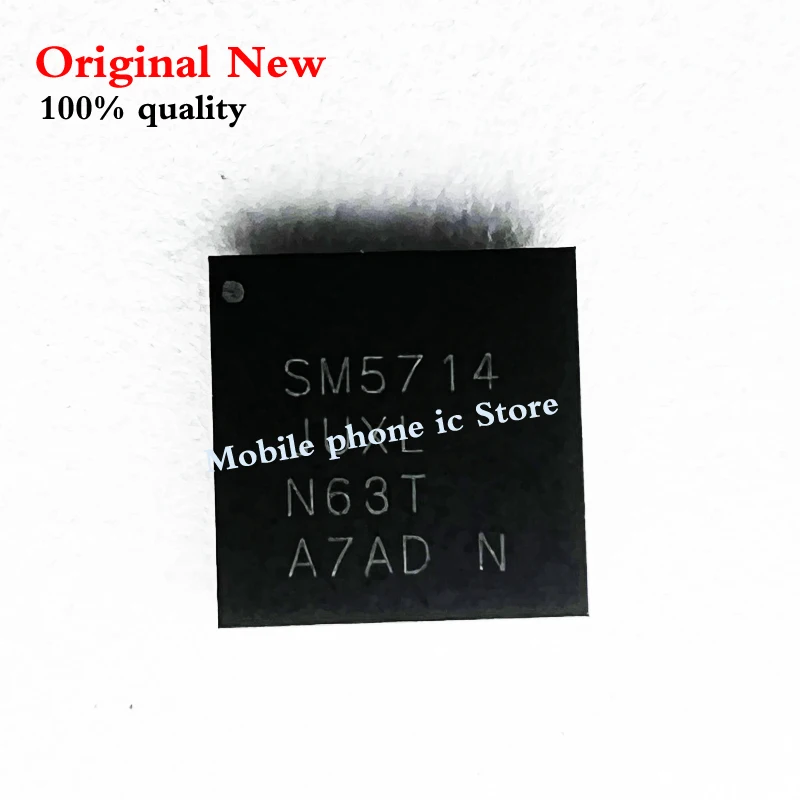 Original New
100% quality
SM5714
Mobile phone ic Store
N63T
A7AD N